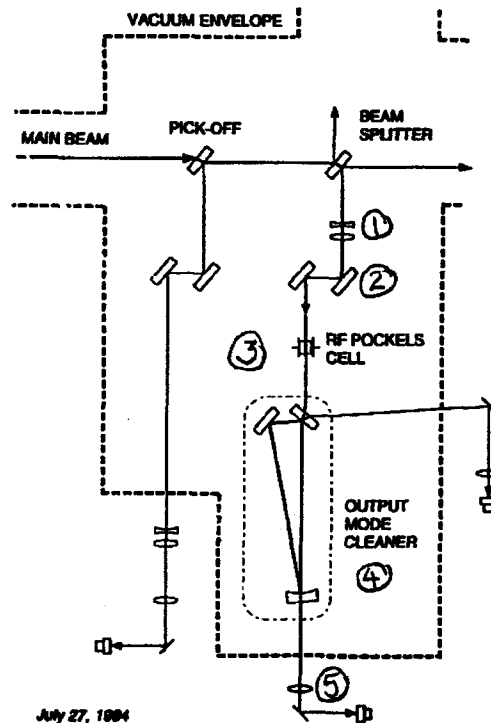 VACUUM ENVELOPE
PICK-OFF
BEAM
SPLITTER
MAIN BEAM
1
2
3
RF POCKELS
CELL
OUTPUT
MODE
CLEANER
4
5
July 27, 1994